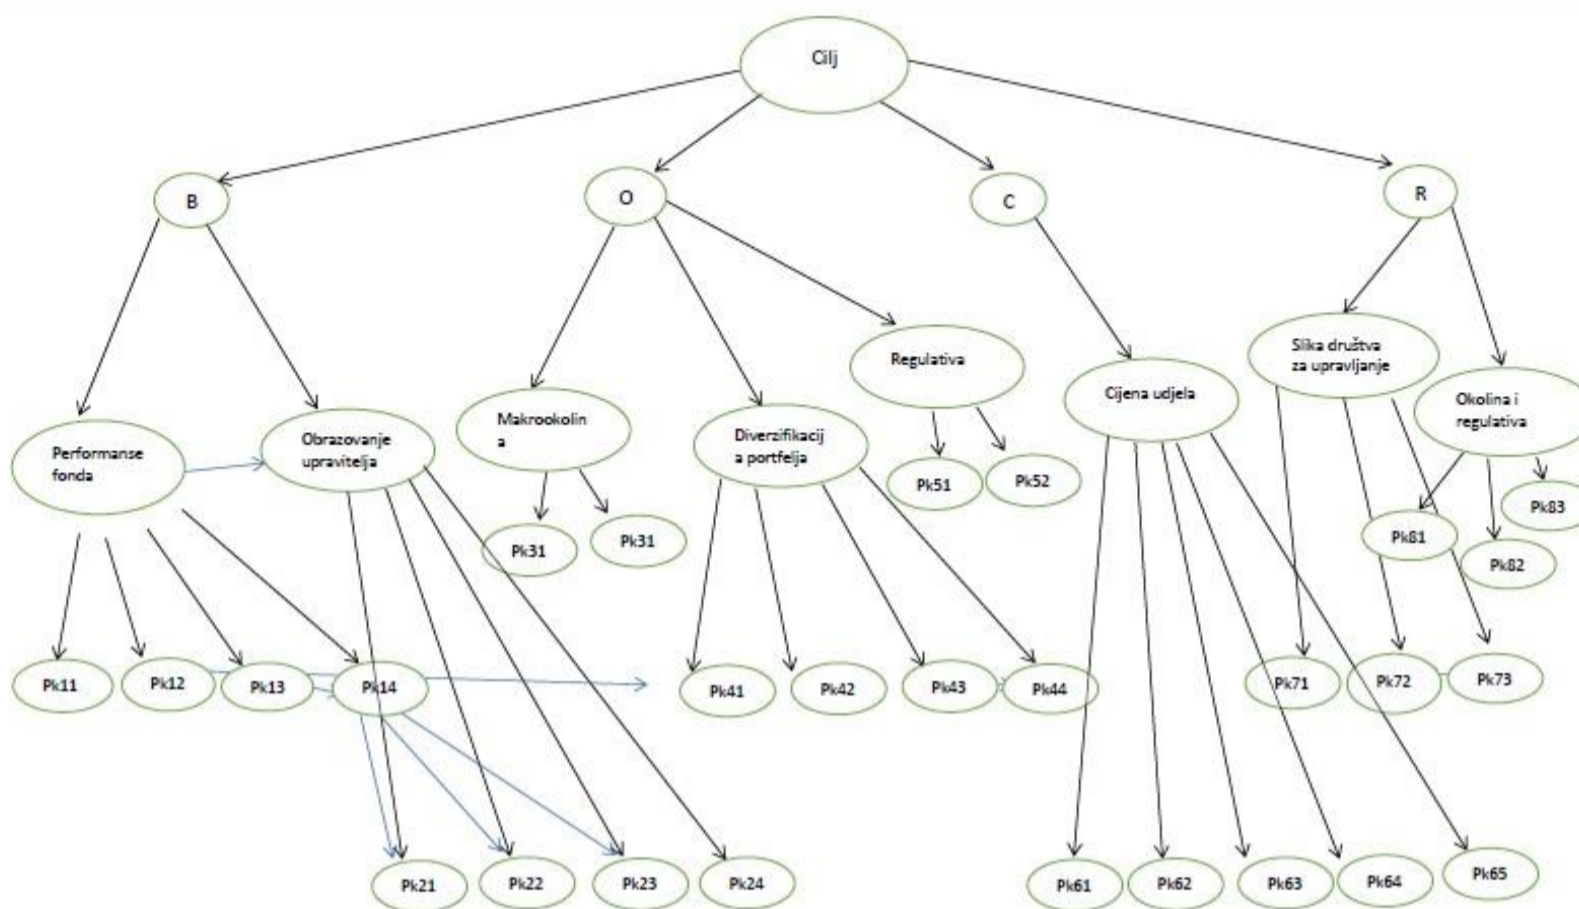 Cilj
B
O
C
R
Performanse
fonda
Obrazovanje
upravitelja
Makrookolin
a
Diverzifikacij
a portfelja
Regulativa
Cijena udjela
Slika društva
za upravljanje
Okolina i
regulativa
Pk51
Pk52
Pk31
Pk31
Pk81
Pk82
Pk83
Pk11
Pk12
Pk13
Pk14
Pk41
Pk42
Pk43
Pk44
Pk71
Pk72
Pk73
Pk21
Pk22
Pk23
Pk24
Pk61
Pk62
Pk63
Pk64
Pk65